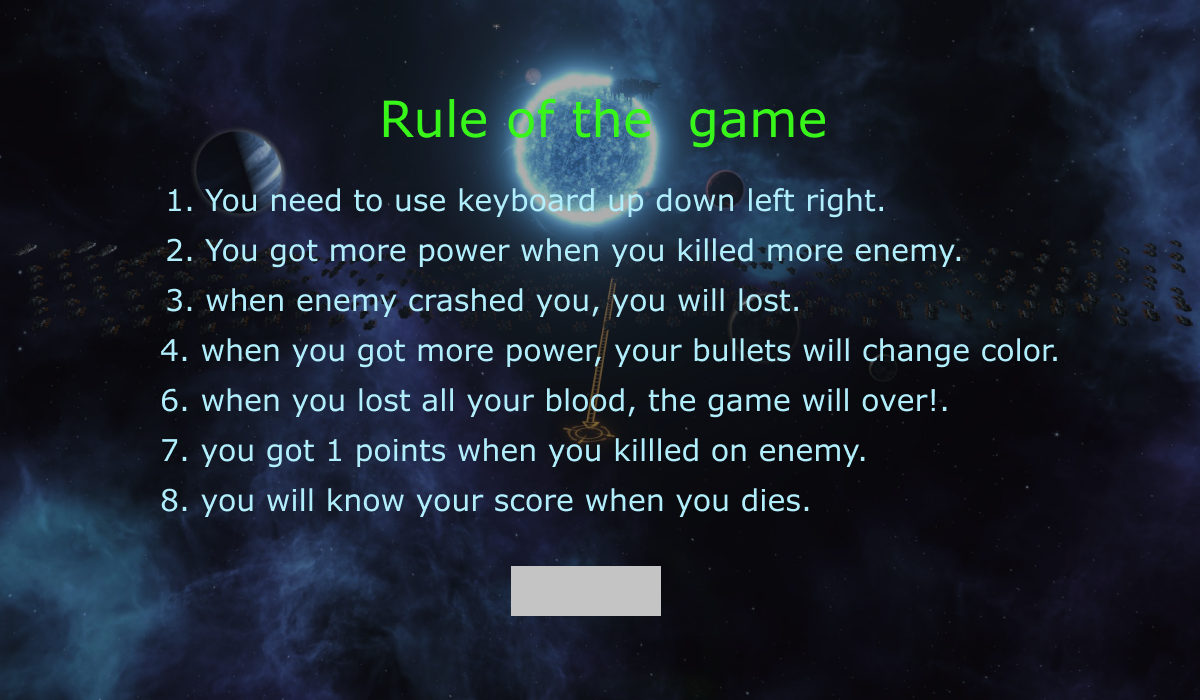 Rule of the game
1. You need to use keyboard up down left right.
2. You got more power when you killed more enemy.
3. when enemy crashed you, you will lost.
4. when you got more power, your bullets will change color.
6. when you lost all your blood, the game will over!.
7. you got 1 points when you killled on enemy.
8. you will know your score when you dies.